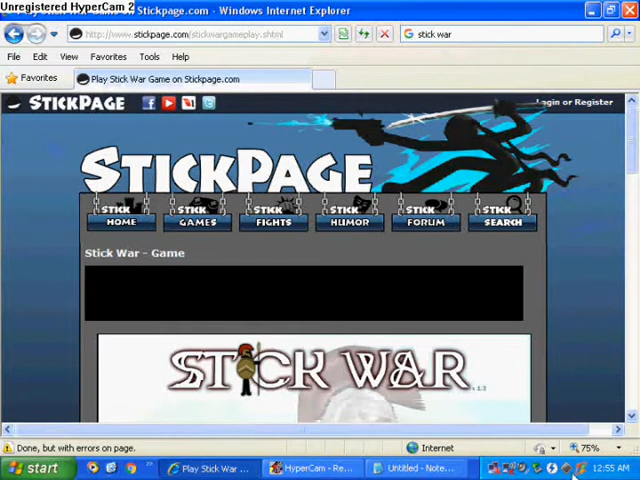 Unregistered HyperCam 2
Stickpage.com - Windows Internet Explorer
http://www.stickpage.com/stickwargameplay.shtml
stick war
File Edit View Favorites Tools Help
Favorites
Play Stick War Game on Stickpage.com
STICKPAGE
Login or Register
STICKPAGE
STICK HOME
STICK GAMES
STICK FIGHTS
STICK HUMOR
STICK FORUM
STICK SEARCH
Stick War - Game
STICK WAR
Done, but with errors on page.
Internet
75%
start
Play Stick War ...
HyperCam - Re...
Untitled - Note...
12:55 AM